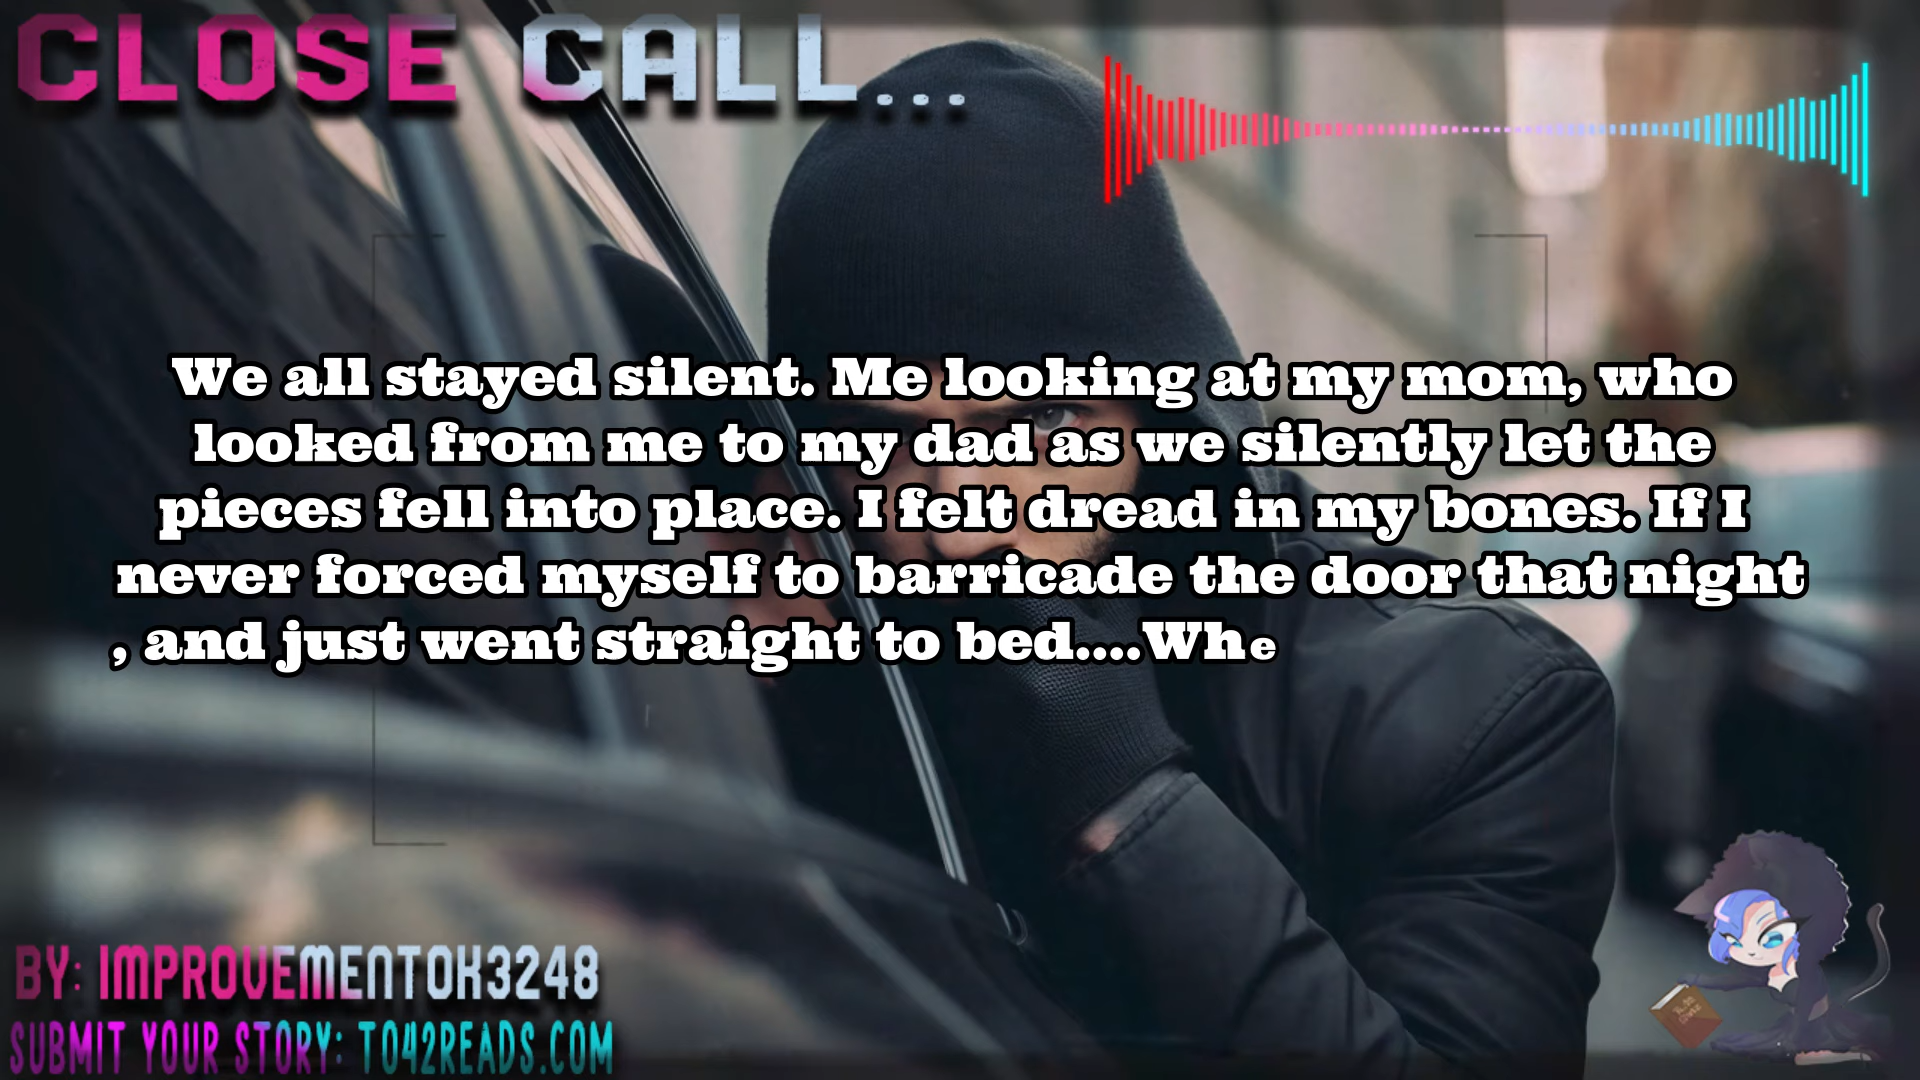 CLOSE CALL...
We all stayed silent. Me looking at my mom, who
looked from me to my dad as we silently let the
pieces fell into place. I felt dread in my bones. If I
never forced myself to barricade the door that night
, and just went straight to bed....Whe
BY: IMPROVEMENTOK3248
SUBMIT YOUR STORY: TO42READS.COM